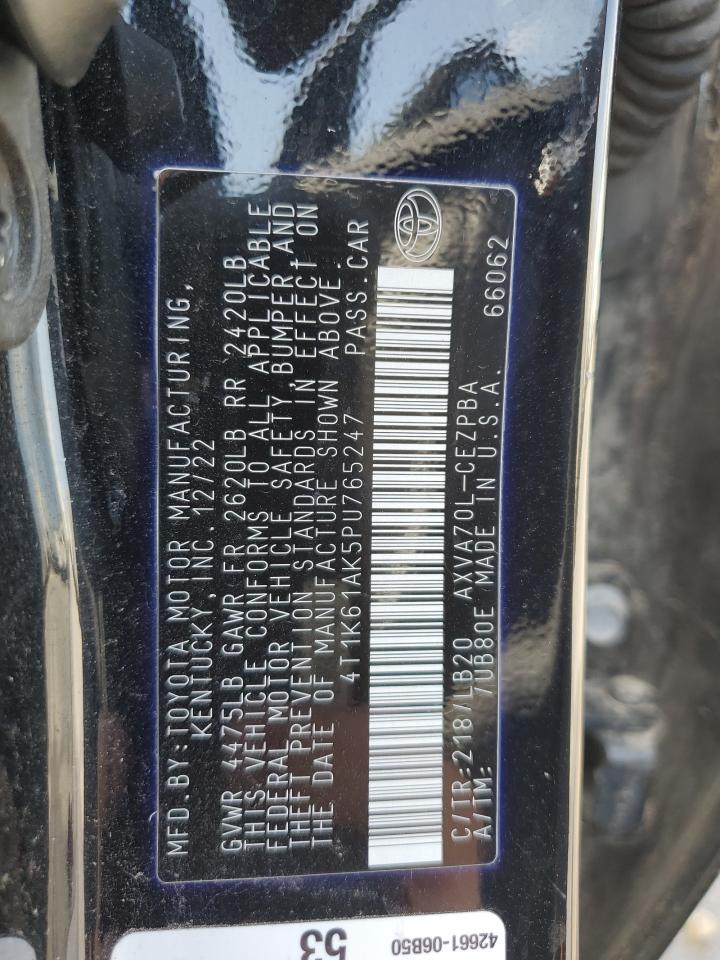 MFD.BY:TOYOTA MOTOR MANUFACTURING,
KENTUCKY, INC. 12/22
GVWR 4475LB GAWR FR 2620LB RR 2420LB
THIS VEHICLE CONFORMS TO ALL APPLICABLE
FEDERAL MOTOR VEHICLE SAFETY, BUMPER AND
THEFT PREVENTION STANDARDS IN EFFECT ON
THE DATE OF MANUFACTURE SHOWN ABOVE.
4T1K61AK5PU765247 PASS.CAR
C/TR:218/LB20 AXVA70L-CEZPBA
A/TM: 7UB80E MADE IN U.S.A. 66062
53
42661-06B50